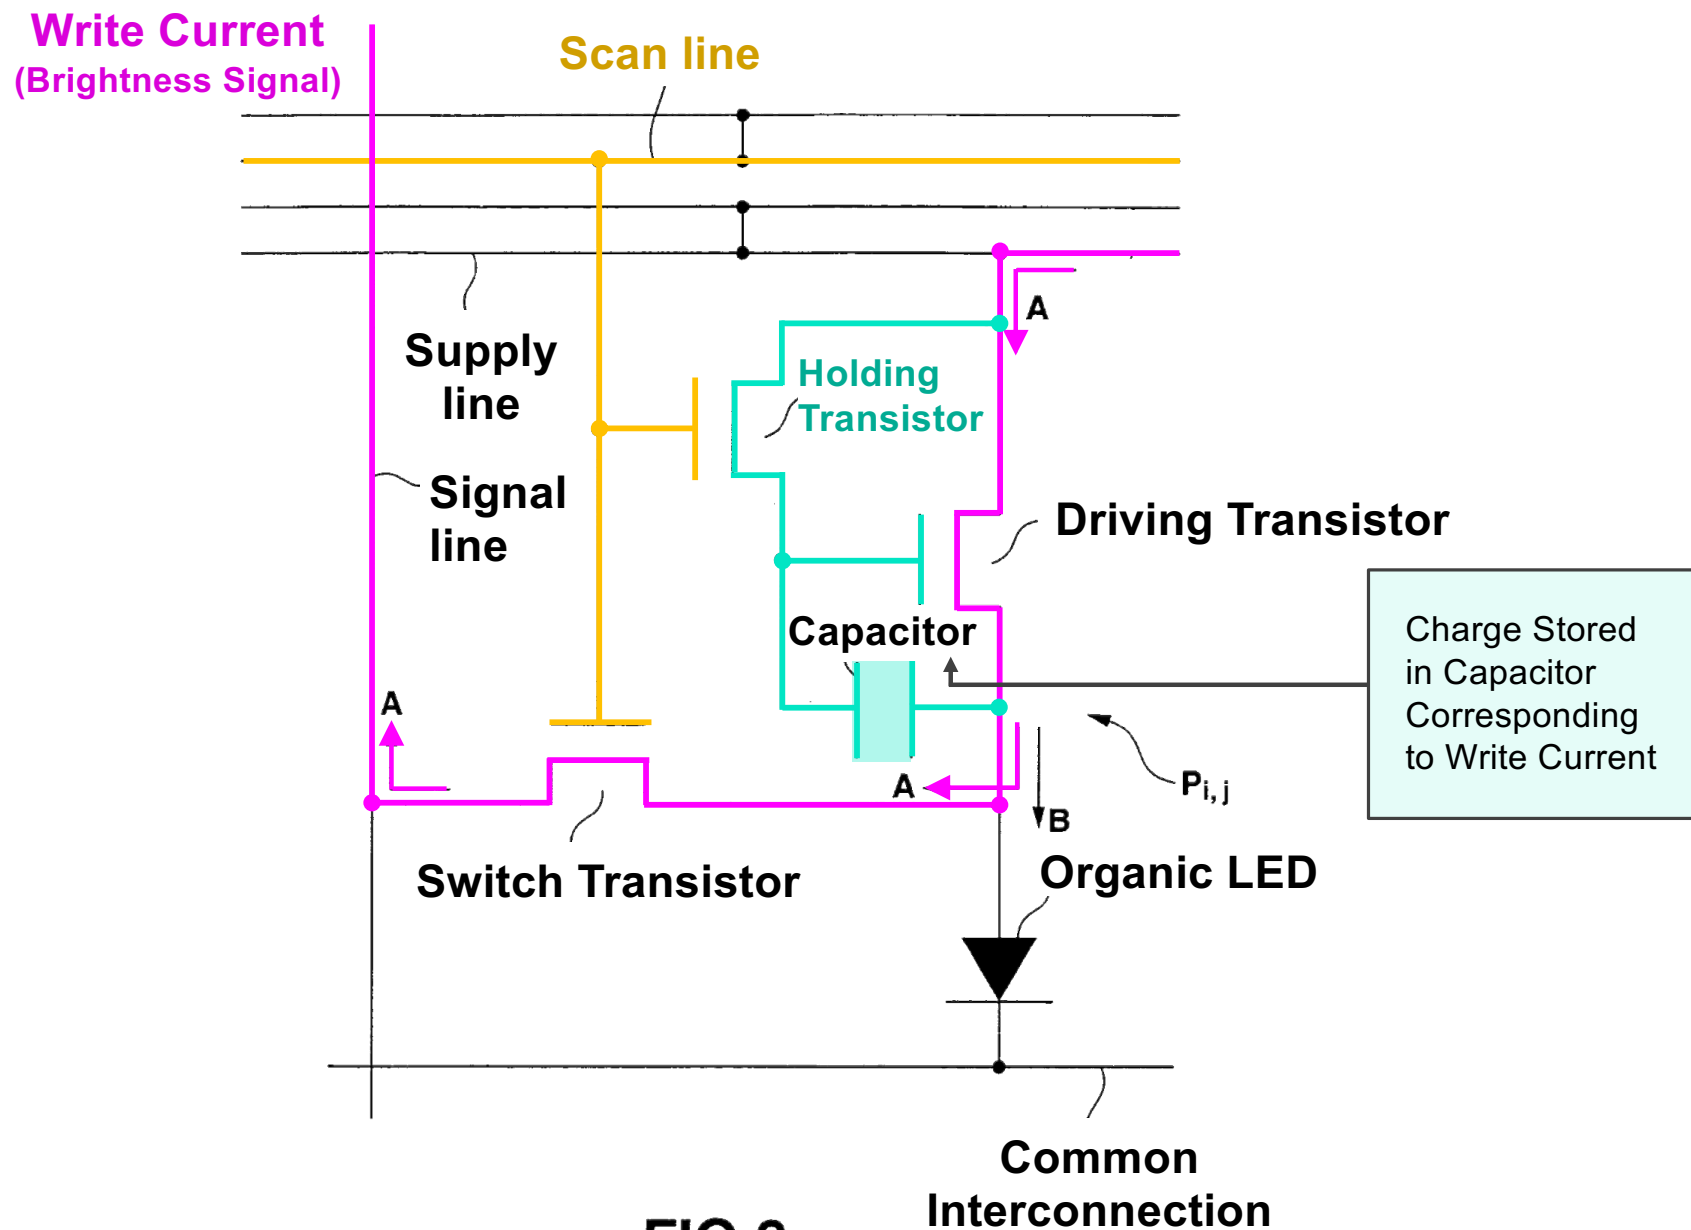 Write Current
(Brightness Signal)
Scan line
A
Supply
line
Holding
Transistor
Signal
line
Driving Transistor
Capacitor
Charge Stored
in Capacitor
Corresponding
to Write Current
A
A
Pi, j
B
Switch Transistor
Organic LED
Common
Interconnection